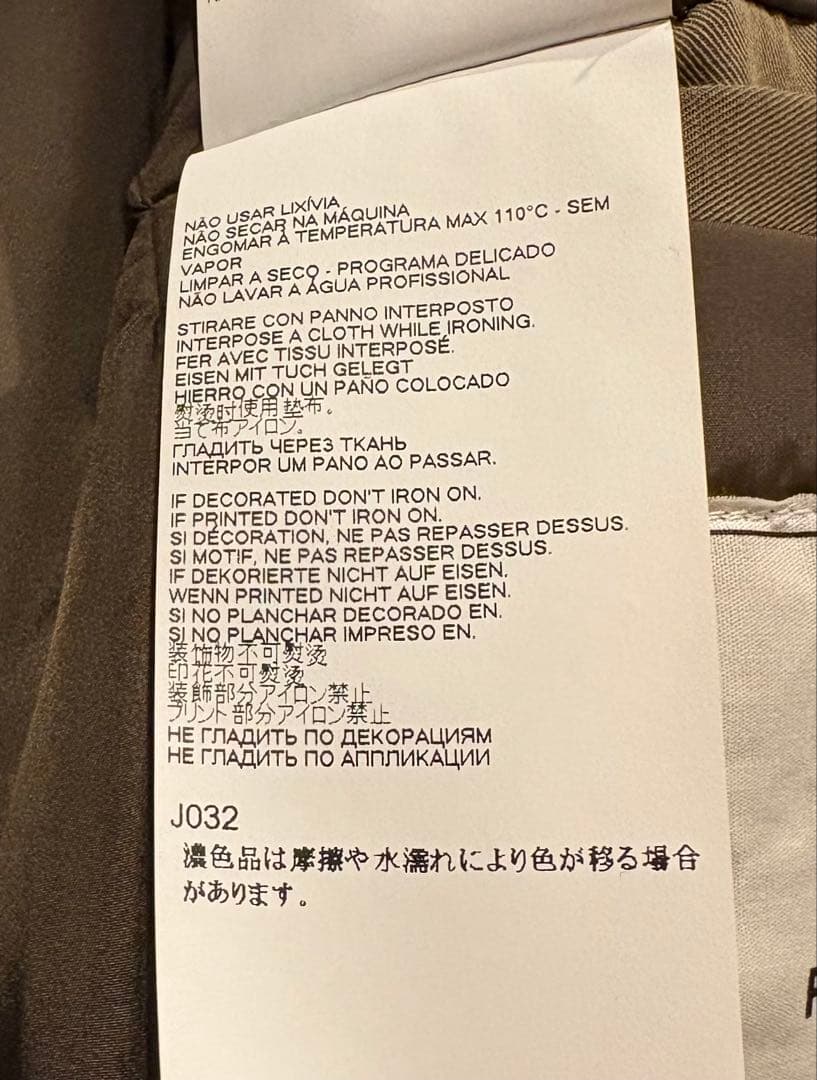 NÃO USAR LIXÍVIA
NÃO SECAR NA MÁQUINA
ENGOMAR À TEMPERATURA MAX 110°C - SEM
VAPOR
LIMPAR A SECO - PROGRAMA DELICADO
NÃO LAVAR A ÁGUA PROFISSIONAL
STIRARE CON PANNO INTERPOSTO
INTERPOSE A CLOTH WHILE IRONING.
FER AVEC TISSU INTERPOSÉ.
EISEN MIT TUCH GELEGT
HIERRO CON UN PAÑO COLOCADO
熨烫时使用垫布。
当て布アイロン。
ГЛАДИТЬ ЧЕРЕЗ ТКАНЬ
INTERPOR UM PANO AO PASSAR.
IF DECORATED DON'T IRON ON.
IF PRINTED DON'T IRON ON.
SI DÉCORATION, NE PAS REPASSER DESSUS.
SI MOTIF, NE PAS REPASSER DESSUS.
IF DEKORIERTE NICHT AUF EISEN.
WENN PRINTED NICHT AUF EISEN.
SI NO PLANCHAR DECORADO EN.
SI NO PLANCHAR IMPRESO EN.
装饰物不可熨烫
印花不可熨烫
装飾部分アイロン禁止
プリント部分アイロン禁止
НЕ ГЛАДИТЬ ПО ДЕКОРАЦИЯМ
НЕ ГЛАДИТЬ ПО АППЛИКАЦИИ
J032
濃色品は摩擦や水濡れにより色が移る場合
があります。